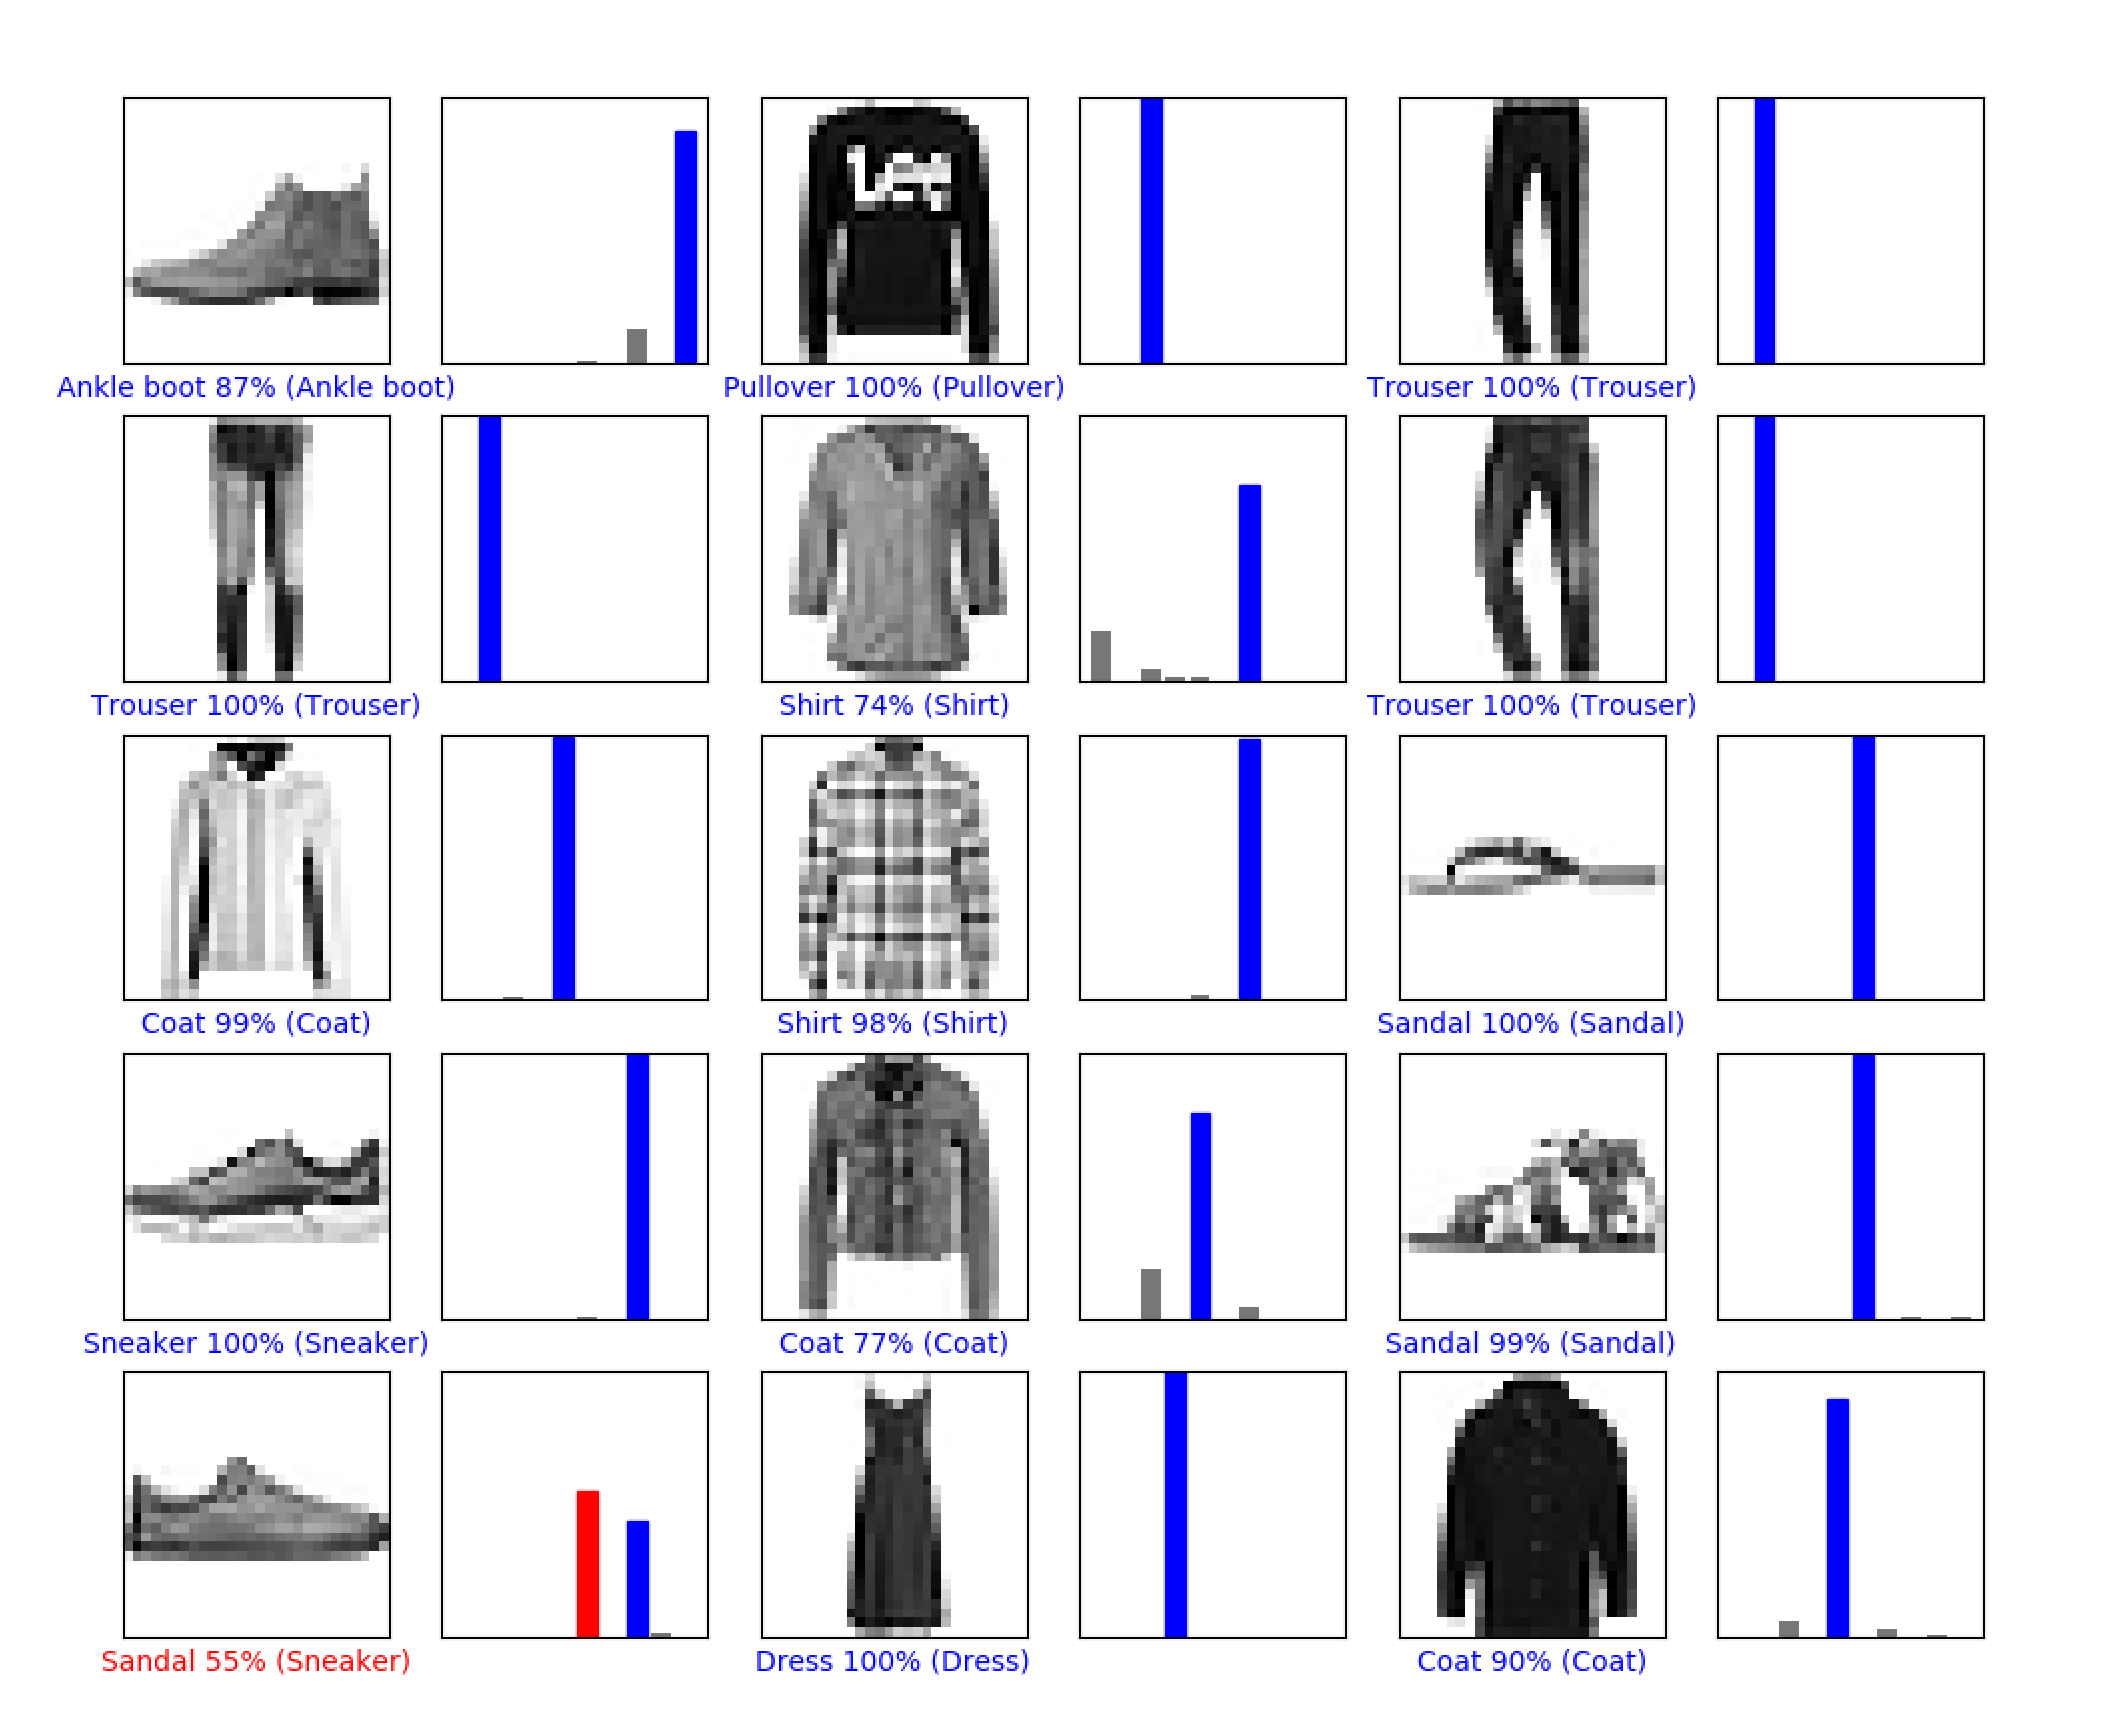 Ankle boot 87% (Ankle boot)
Pullover 100% (Pullover)
Trouser 100% (Trouser)
Trouser 100% (Trouser)
Shirt 74% (Shirt)
Trouser 100% (Trouser)
Coat 99% (Coat)
Shirt 98% (Shirt)
Sandal 100% (Sandal)
Sneaker 100% (Sneaker)
Coat 77% (Coat)
Sandal 99% (Sandal)
Sandal 55% (Sneaker)
Dress 100% (Dress)
Coat 90% (Coat)